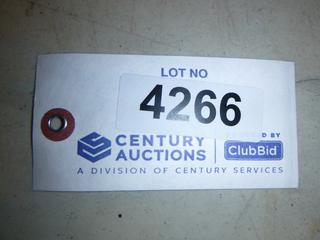 LOT NO
4266
CENTURY
AUCTIONS
BY
ClubBid
A DIVISION OF CENTURY SERVICES